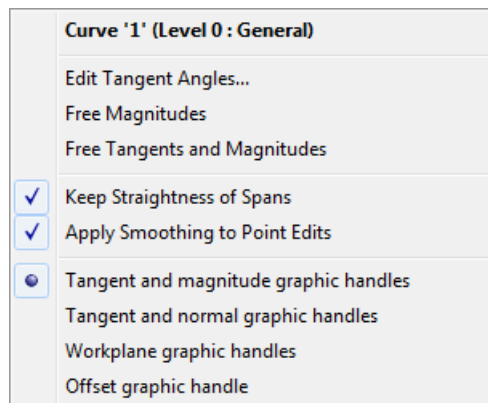 Curve '1' (Level 0 : General)
Edit Tangent Angles...
Free Magnitudes
Free Tangents and Magnitudes
Keep Straightness of Spans
Apply Smoothing to Point Edits
Tangent and magnitude graphic handles
Tangent and normal graphic handles
Workplane graphic handles
Offset graphic handle